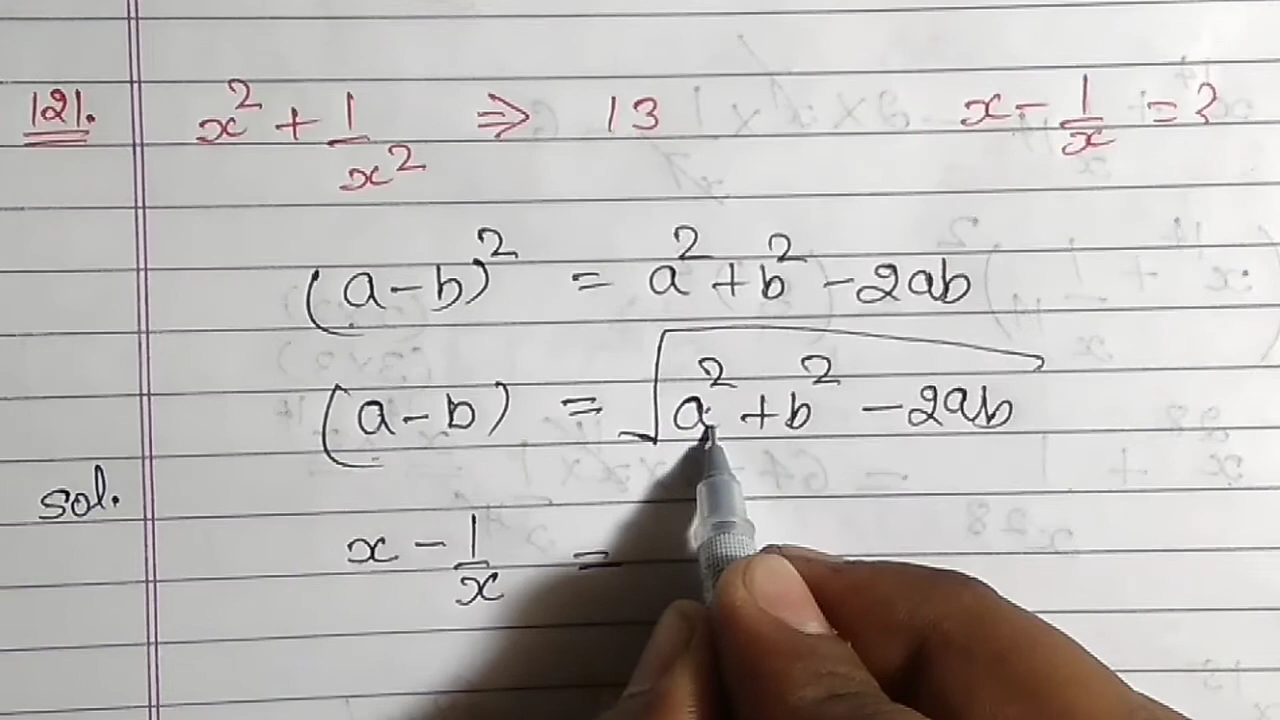 121. x² + 1/x² ⇒ 13 x - 1/x = ?
(a-b)² = a² + b² - 2ab
(a-b) = √a² + b² - 2ab
sol.
x - 1/x =